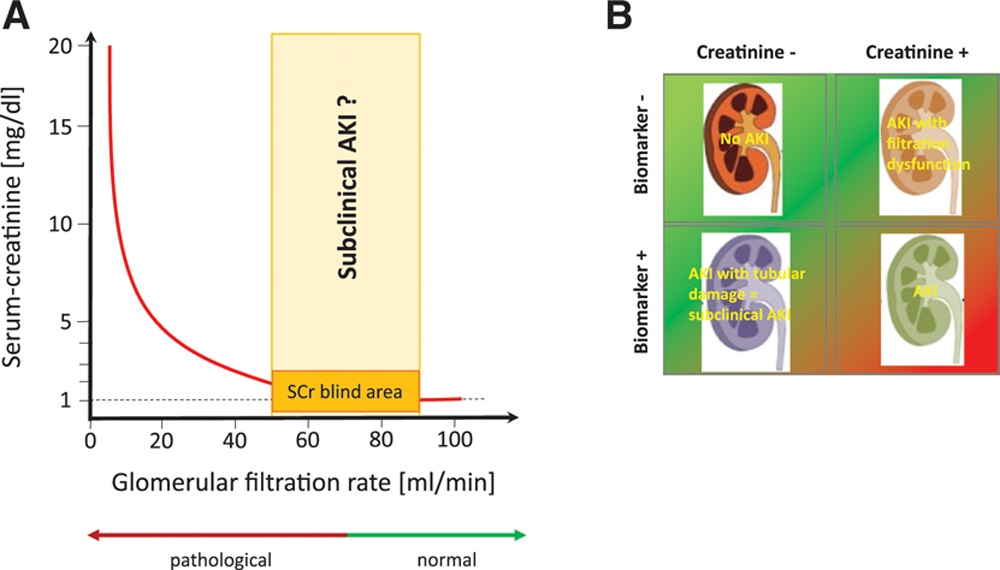 A
Serum-creatinine [mg/dl]
20
15
10
5
1
Subclinical AKI ?
SCr blind area
0 20 40 60 80 100
Glomerular filtration rate [ml/min]
pathological normal
B
Creatinine - Creatinine +
Biomarker -
No AKI
AKI with
filtration
dysfunction
Biomarker +
AKI with tubular
damage =
subclinical AKI
AKI